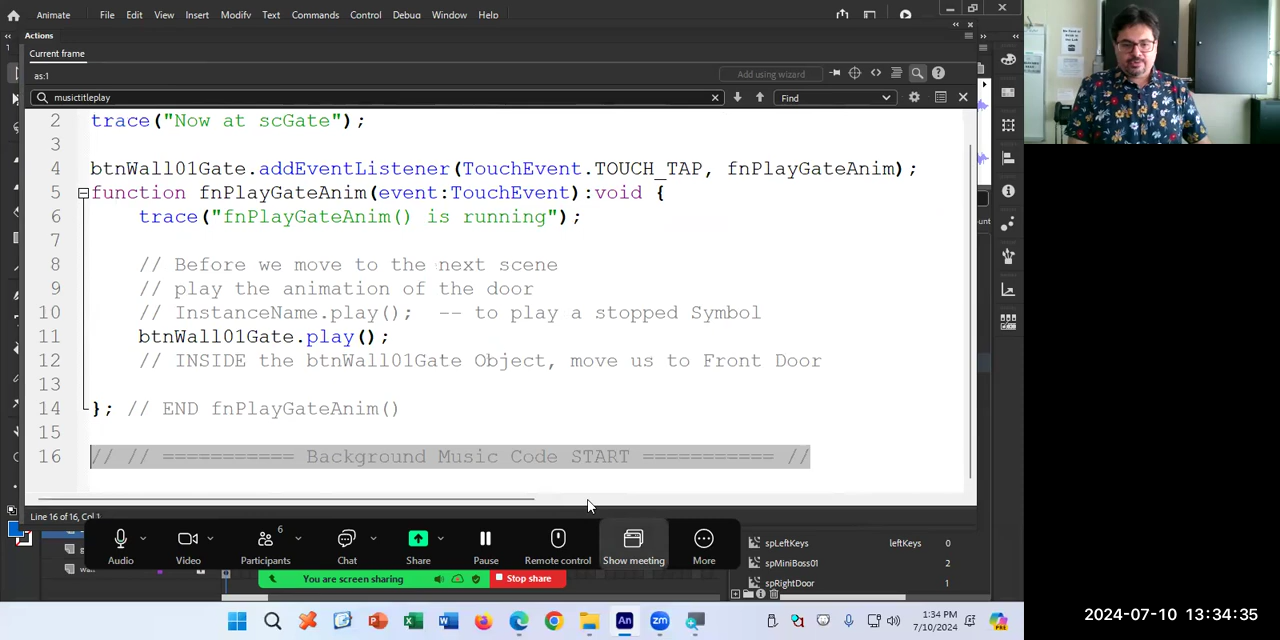 Animate File Edit View Insert Modify Text Commands Control Debug Window Help
Actions
Current frame
as:1
Add using wizard
musictitleplay
Find
2 trace("Now at scGate");
3
4 btnWall01Gate.addEventListener(TouchEvent.TOUCH_TAP, fnPlayGateAnim);
5 function fnPlayGateAnim(event:TouchEvent):void {
6 trace("fnPlayGateAnim() is running");
7
8 // Before we move to the next scene
9 // play the animation of the door
10 // InstanceName.play(); -- to play a stopped Symbol
11 btnWall01Gate.play();
12 // INSIDE the btnWall01Gate Object, move us to Front Door
13
14 }; // END fnPlayGateAnim()
15
16 // // =========== Background Music Code START =========== //
Line 16 of 16, Col 1
6
Audio Video Participants Chat Share Pause Remote control Show meeting More
You are screen sharing Stop share
spLeftKeys leftKeys 0
spMiniBoss01 2
spRightDoor 3
1:34 PM
7/10/2024
2024-07-10 13:34:35